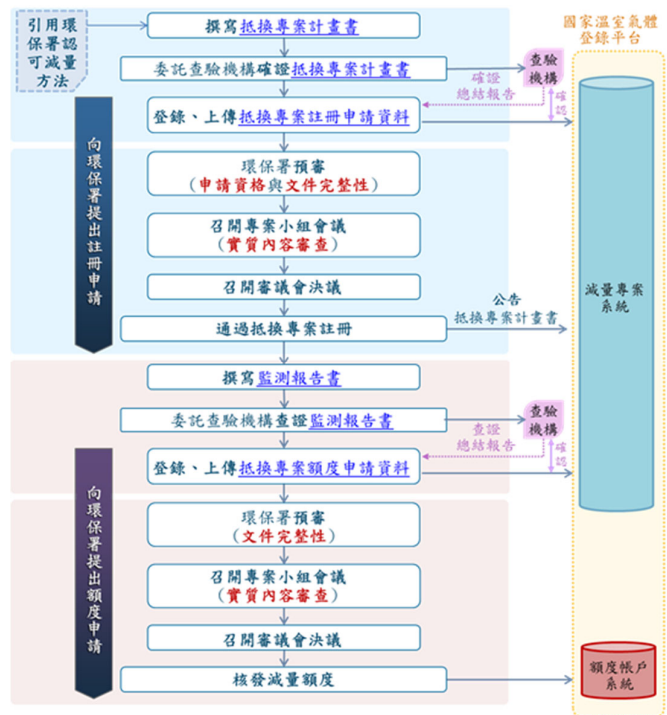 引用環
保署認
可減量
方法
撰寫抵換專案計畫書
國家溫室氣體
登錄平台
委託查驗機構確證抵換專案計畫書
查驗
機構
確證
總結報告
確認
登錄、上傳抵換專案註冊申請資料
向環保署提出註冊申請
環保署預審
(申請資格與文件完整性)
召開專案小組會議
(實質內容審查)
召開審議會決議
減量專案
系統
通過抵換專案註冊
公告
抵換專案計畫書
撰寫監測報告書
委託查驗機構查證監測報告書
查驗
機構
查證
總結報告
確認
登錄、上傳抵換專案額度申請資料
向環保署提出額度申請
環保署預審
(文件完整性)
召開專案小組會議
(實質內容審查)
召開審議會決議
核發減量額度
額度帳戶
系統